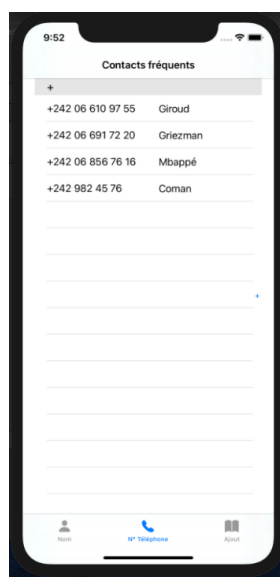 9:52
Contacts fréquents
+
+242 06 610 97 55 Giroud
+242 06 691 72 20 Griezman
+242 06 856 76 16 Mbappé
+242 982 45 76 Coman
+
Nom N° Téléphone Ajout